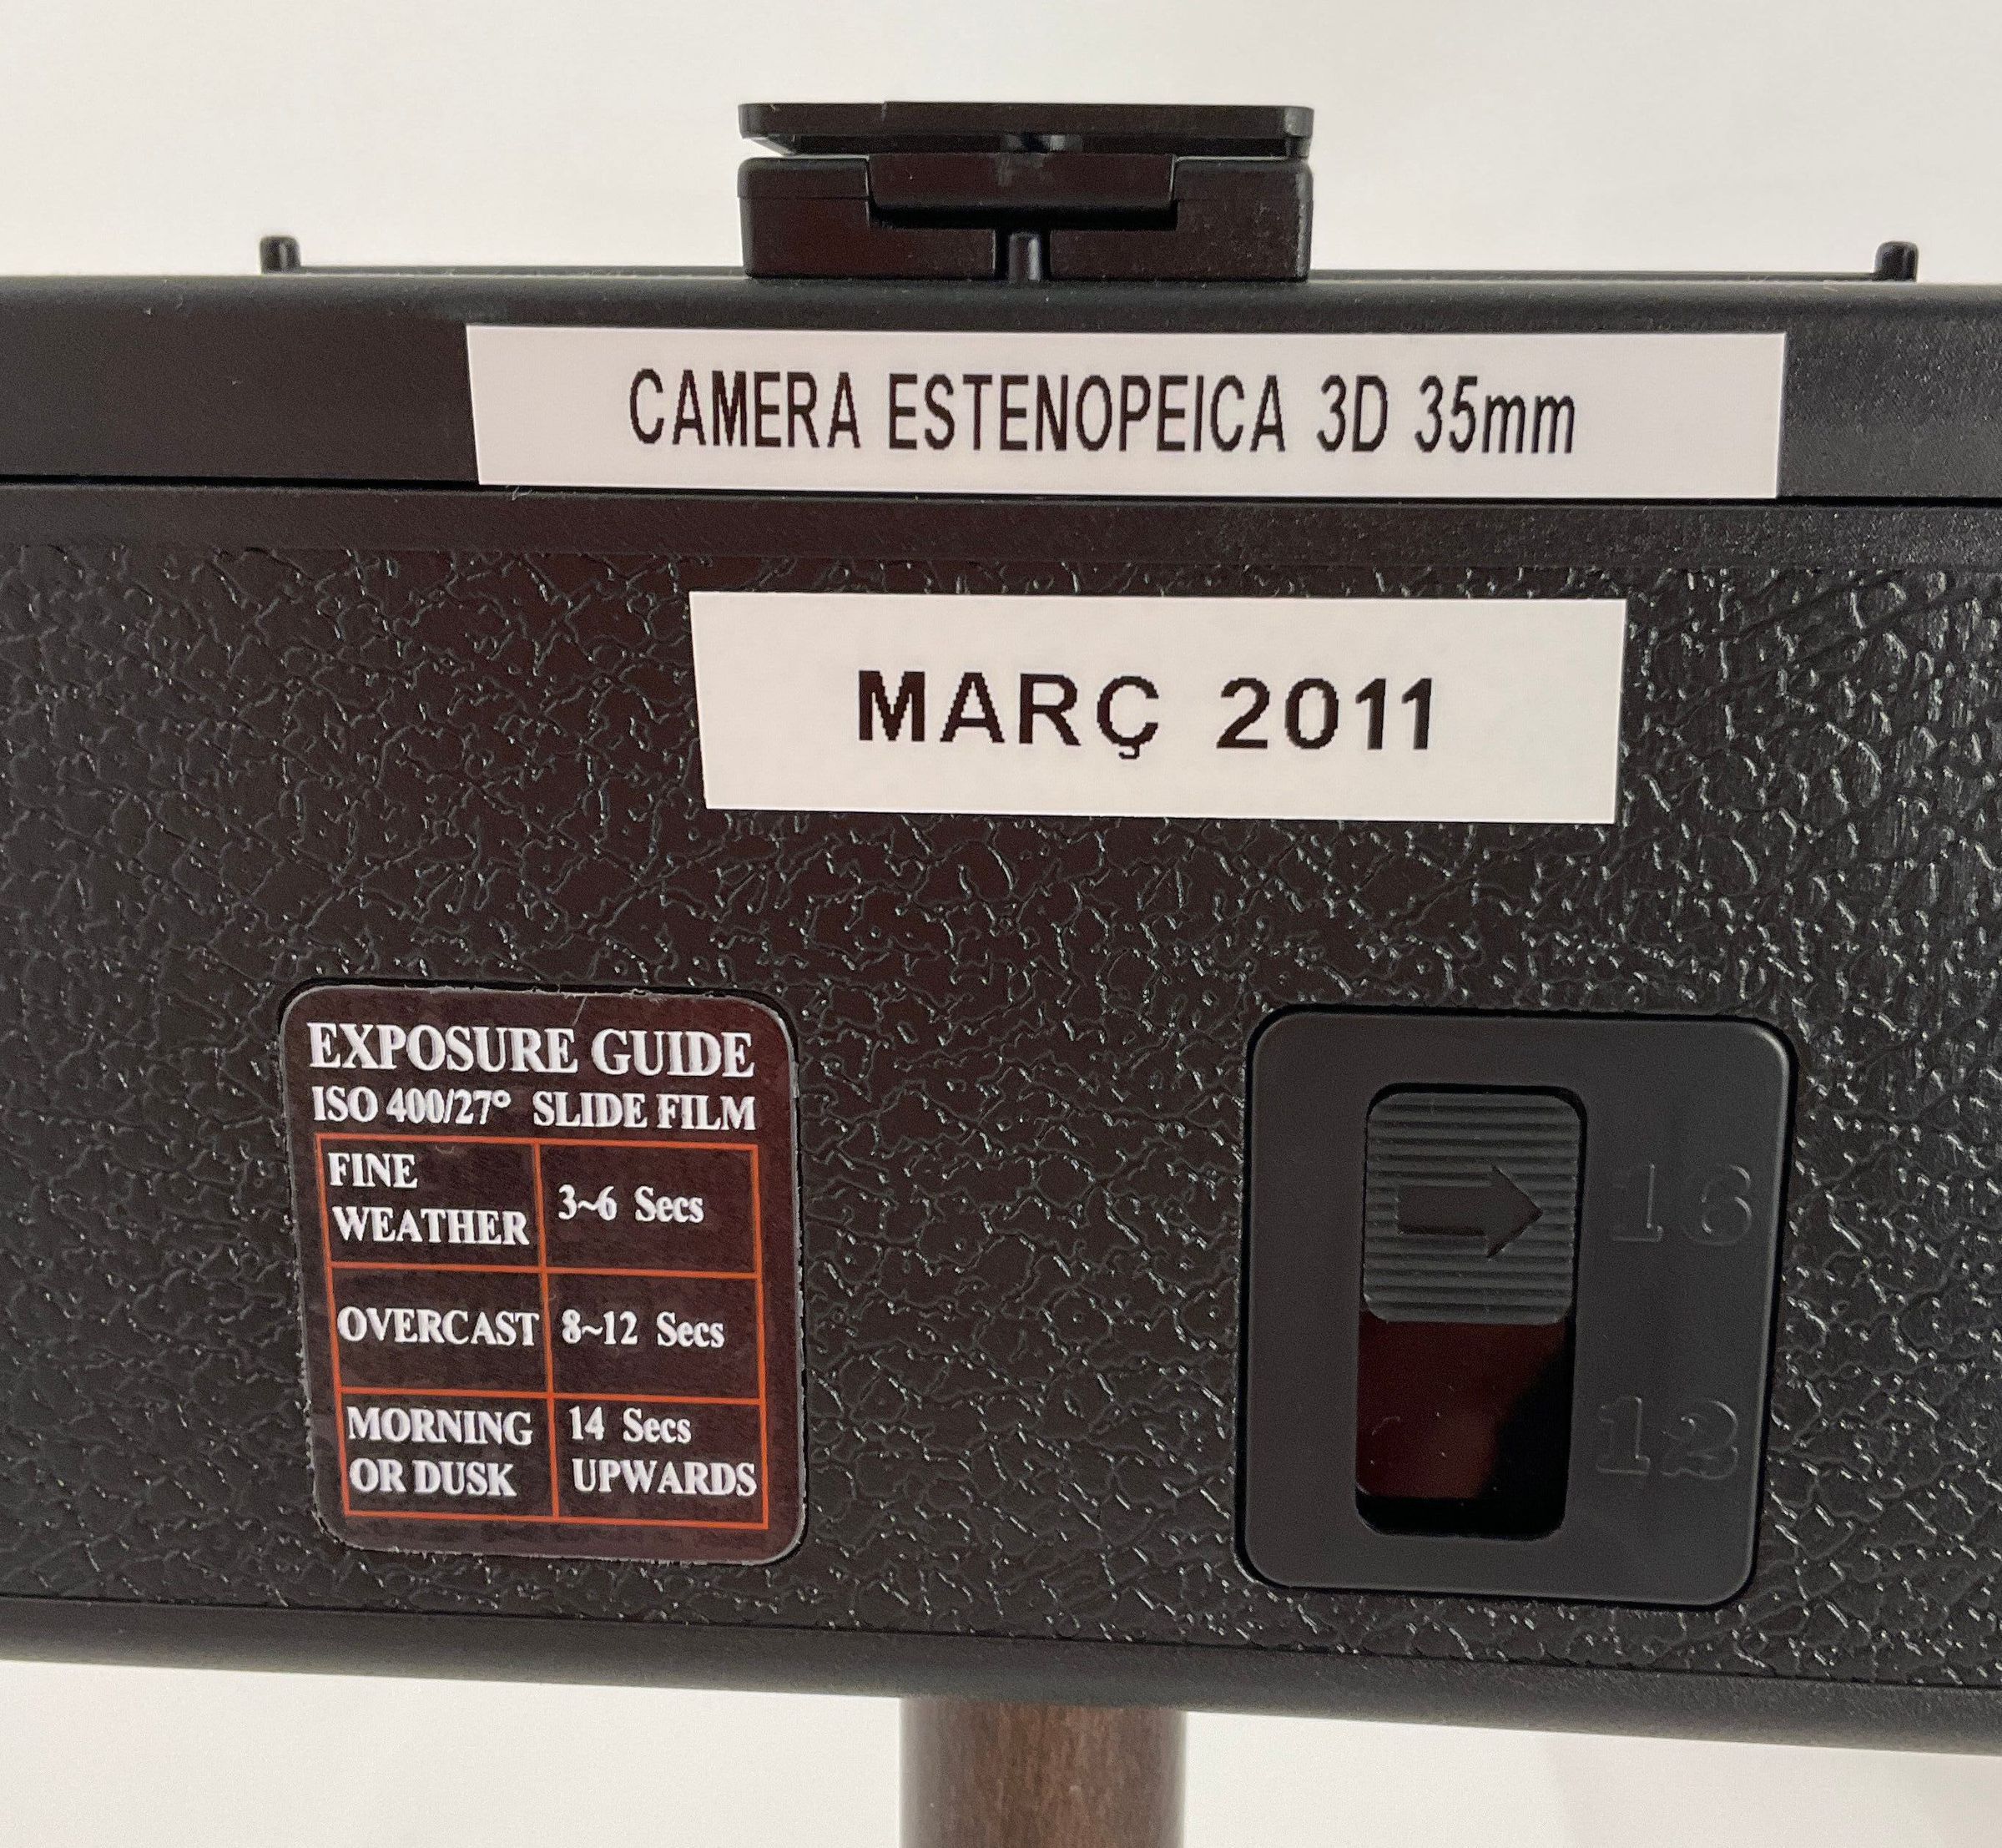 CAMERA ESTENOPEICA 3D 35mm
MARÇ 2011
EXPOSURE GUIDE
ISO 400/27° SLIDE FILM
FINE
WEATHER
3~6 Secs
OVERCAST
8~12 Secs
MORNING
OR DUSK
14 Secs
UPWARDS
16
12